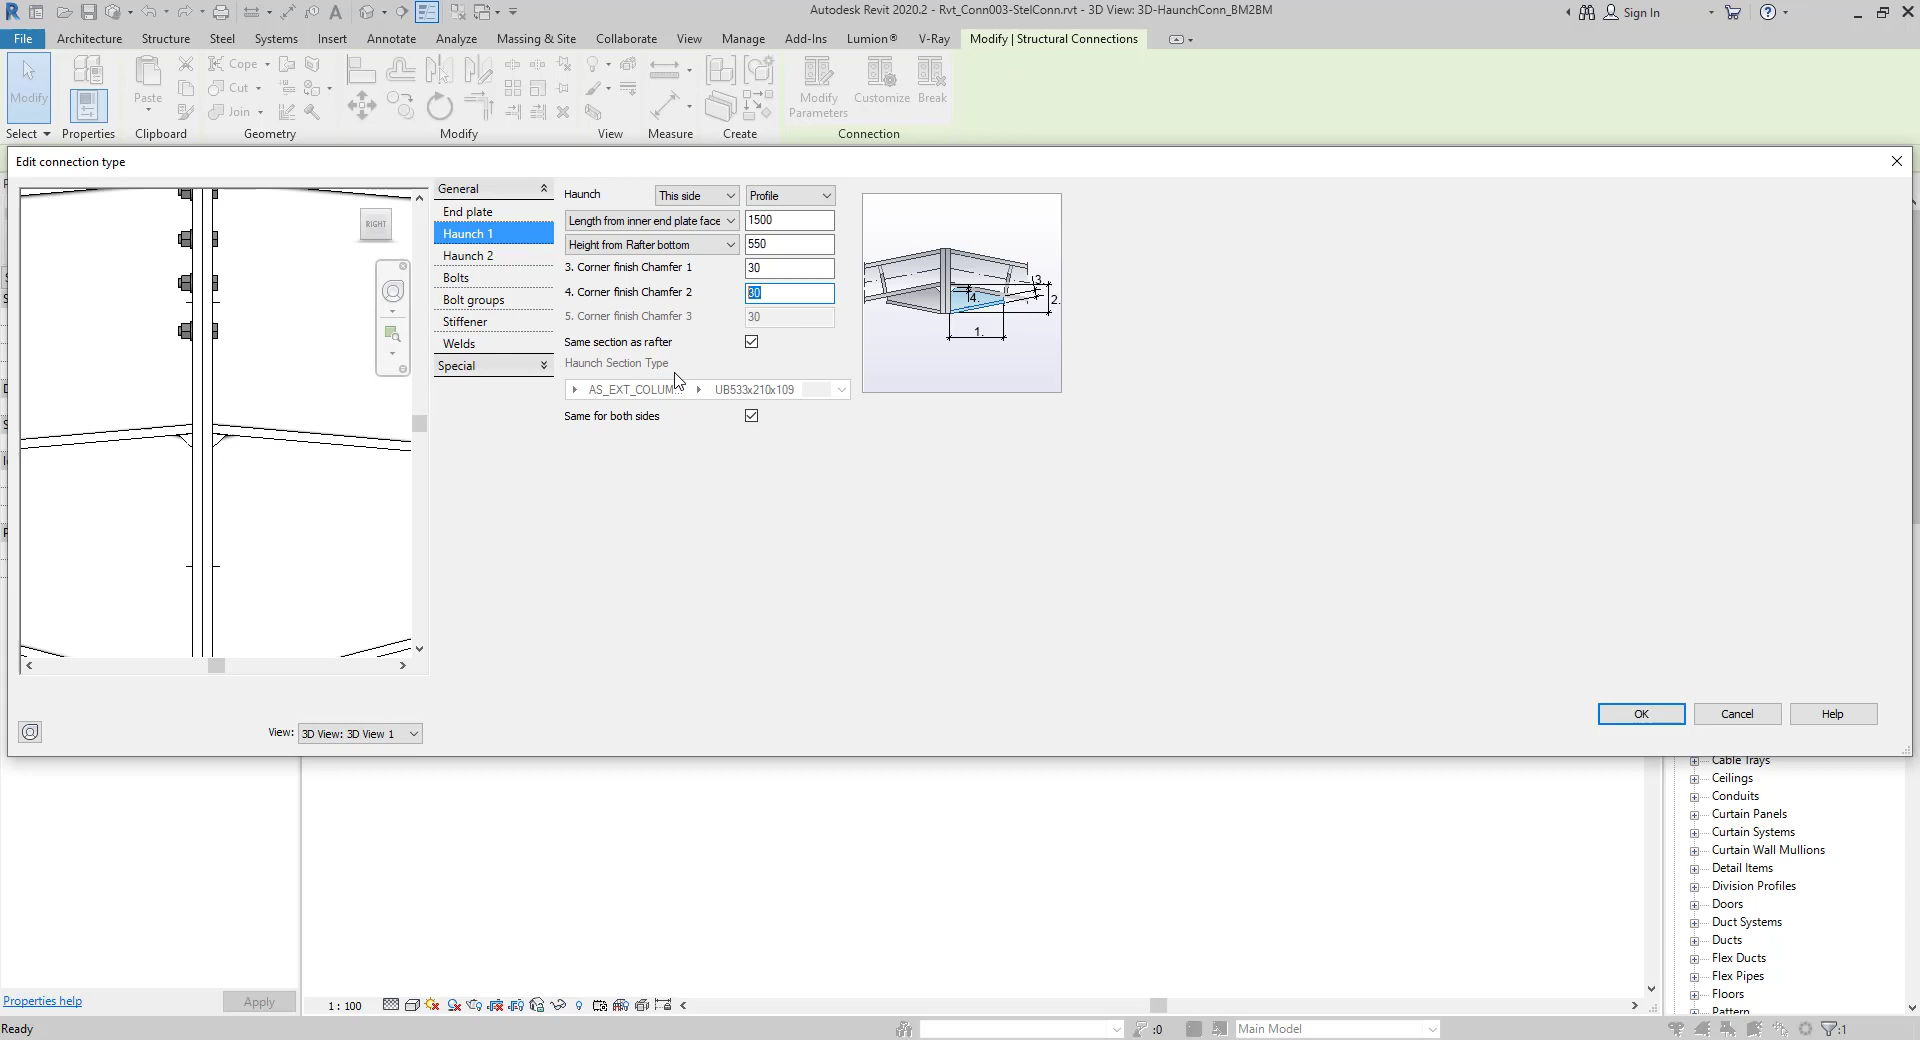 Autodesk Revit 2020.2 - Rvt_Conn003-StelConn.rvt - 3D View: 3D-HaunchConn_BM2BM
Sign In
File Architecture Structure Steel Systems Insert Annotate Analyze Massing & Site Collaborate View Manage Add-Ins Lumion® V-Ray Modify | Structural Connections
Modify
Paste
Cope
Cut
Join
Modify Parameters
Customize
Break
Select Properties Clipboard Geometry Modify View Measure Create Connection
Edit connection type
RIGHT
General
End plate
Haunch 1
Haunch 2
Bolts
Bolt groups
Stiffener
Welds
Special
Haunch This side Profile
Length from inner end plate face 1500
Height from Rafter bottom 550
3. Corner finish Chamfer 1 30
4. Corner finish Chamfer 2 30
5. Corner finish Chamfer 3 30
Same section as rafter
Haunch Section Type
AS_EXT_COLUM... UB533x210x109
Same for both sides
3.
4.
2.
1.
View: 3D View: 3D View 1
OK Cancel Help
Cable Trays
Ceilings
Conduits
Curtain Panels
Curtain Systems
Curtain Wall Mullions
Detail Items
Division Profiles
Doors
Duct Systems
Ducts
Flex Ducts
Flex Pipes
Floors
Pattern
Properties help Apply
1 : 100
Ready
:0
Main Model
:1